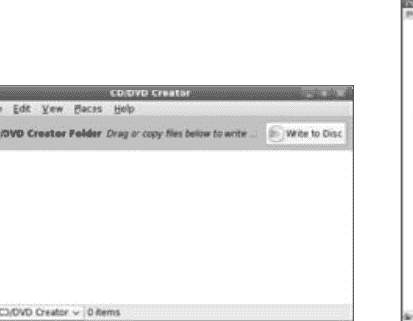 CD/DVD Creator
Edit View Places Help
/DVD Creator Folder Drag or copy files below to write ... Write to Disc
CD/DVD Creator 0 items